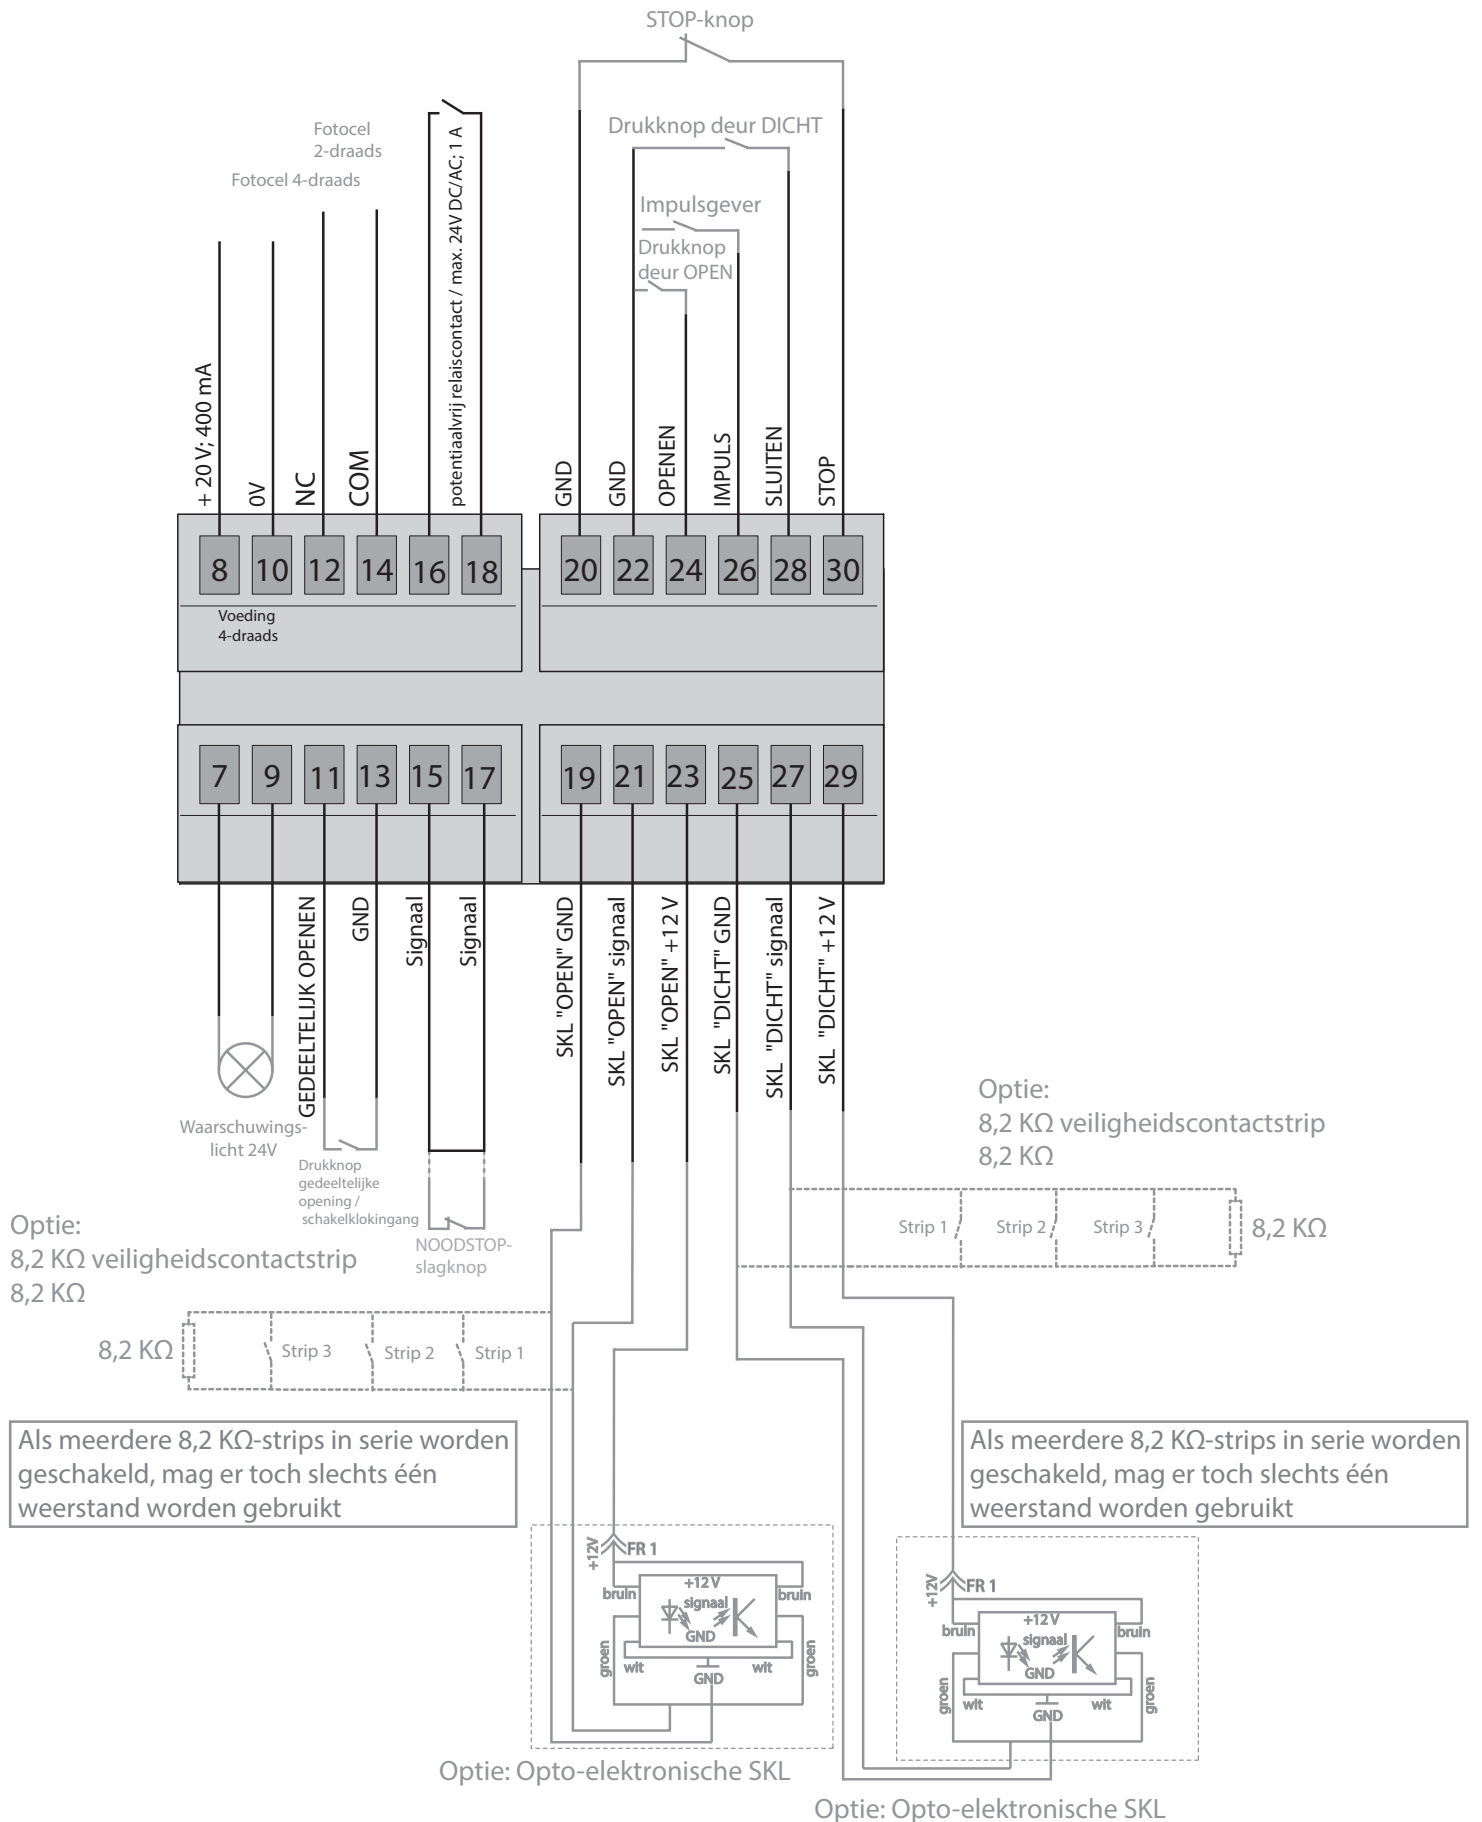 STOP-knop
Fotocel
2-draads
Fotocel 4-draads
Drukknop deur DICHT
Impulsgever
Drukknop
deur OPEN
+ 20 V; 400 mA
0V
NC
COM
potentiaalvrij relaiscontact / max. 24V DC/AC; 1 A
GND
GND
OPENEN
IMPULS
SLUITEN
STOP
8 10 12 14 16 18 20 22 24 26 28 30
Voeding
4-draads
7 9 11 13 15 17 19 21 23 25 27 29
GEDEELTELIJK OPENEN
GND
Signaal
Signaal
SKL "OPEN" GND
SKL "OPEN" signaal
SKL "OPEN" +12 V
SKL "DICHT" GND
SKL "DICHT" signaal
SKL "DICHT" +12 V
Waarschuwings-
licht 24V
Drukknop
gedeeltelijke
opening /
schakelklokingang
NOODSTOP-
slagknop
Optie:
8,2 KΩ veiligheidscontactstrip
8,2 KΩ
Strip 1 Strip 2 Strip 3 8,2 KΩ
Optie:
8,2 KΩ veiligheidscontactstrip
8,2 KΩ
8,2 KΩ Strip 3 Strip 2 Strip 1
Als meerdere 8,2 KΩ-strips in serie worden
geschakeld, mag er toch slechts één
weerstand worden gebruikt
Als meerdere 8,2 KΩ-strips in serie worden
geschakeld, mag er toch slechts één
weerstand worden gebruikt
+12V
FR 1
bruin
+12 V
bruin
signaal
GND
groen
wit
GND
wit
groen
Optie: Opto-elektronische SKL
+12V
FR 1
bruin
+12 V
bruin
signaal
GND
groen
wit
GND
wit
groen
Optie: Opto-elektronische SKL